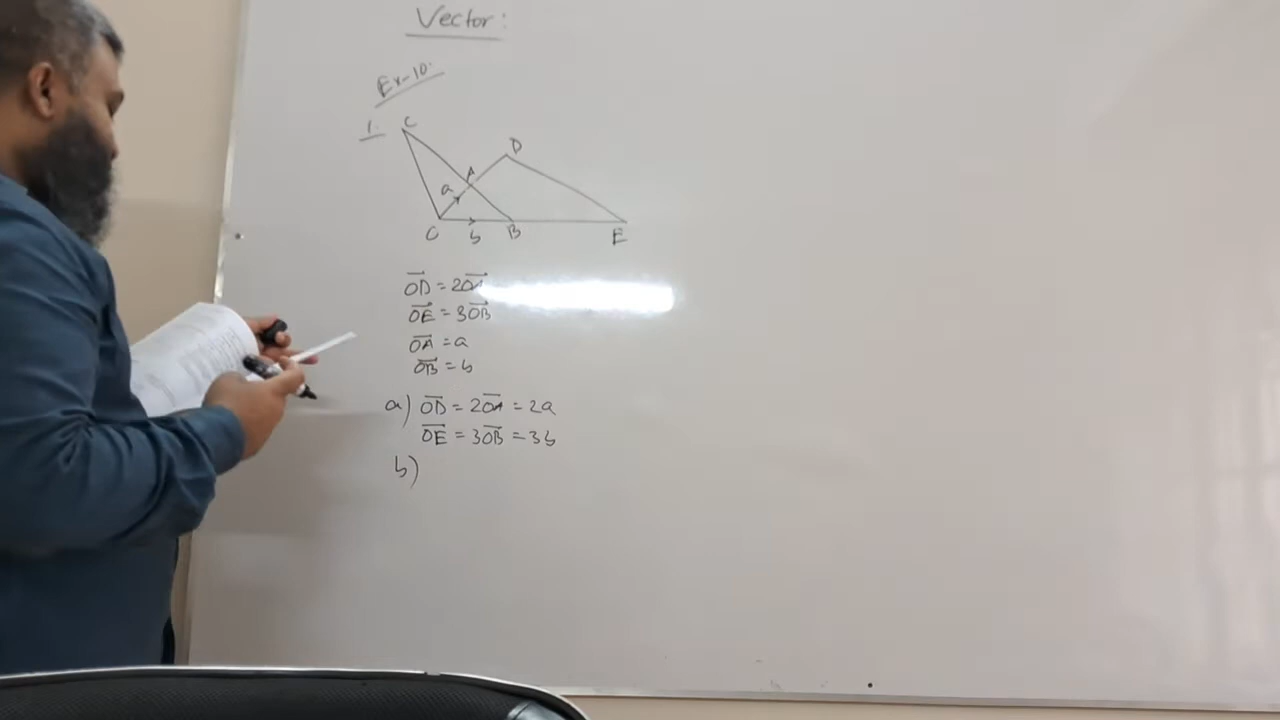 Vector:
Ex-10.
1.
C
D
A
a
O
b
B
E
OD = 2OA
OE = 3OB
OA = a
OB = b
a) OD = 2OA = 2a
OE = 3OB = 3b
b)